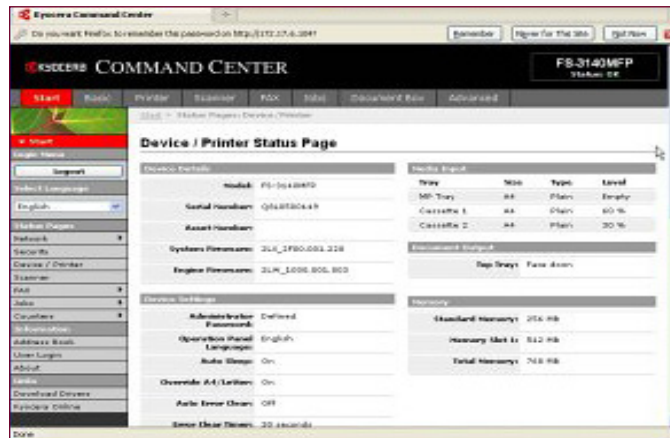 Kyocera Command Center
Do you want Firefox to remember this password on
Remember
Never for This Site
Not Now
KYOCERA COMMAND CENTER
FS-3140MFP
Status: OK
Start
Basic
Printer
Scanner
FAX
Jobs
Document Box
Advanced
Start > Status Pages: Device/Printer
Start
Logout
Select Language
English
Status Pages
Network
Security
Device / Printer
Scanner
FAX
Jobs
Counters
Information
Address Book
User Login
About
Links
Download Drivers
Kyocera Online
Device / Printer Status Page
Device Details
Model: FS-3140MFP
Serial Number:
Asset Number:
System Firmware:
Engine Firmware:
Device Settings
Administrator Password: Defined
Operation Panel Language: English
Auto Sleep: On
Override A4/Letter: On
Auto Error Clear: Off
Error Clear Timer: 30 seconds
Media Input
Tray Size Type Level
MP Tray A4 Plain Empty
Cassette 1 A4 Plain 60 %
Cassette 2 A4 Plain 30 %
Document Output
Top Tray: Face down
Memory
Standard Memory: 256 MB
Memory Slot 1: 512 MB
Total Memory: 768 MB
Done